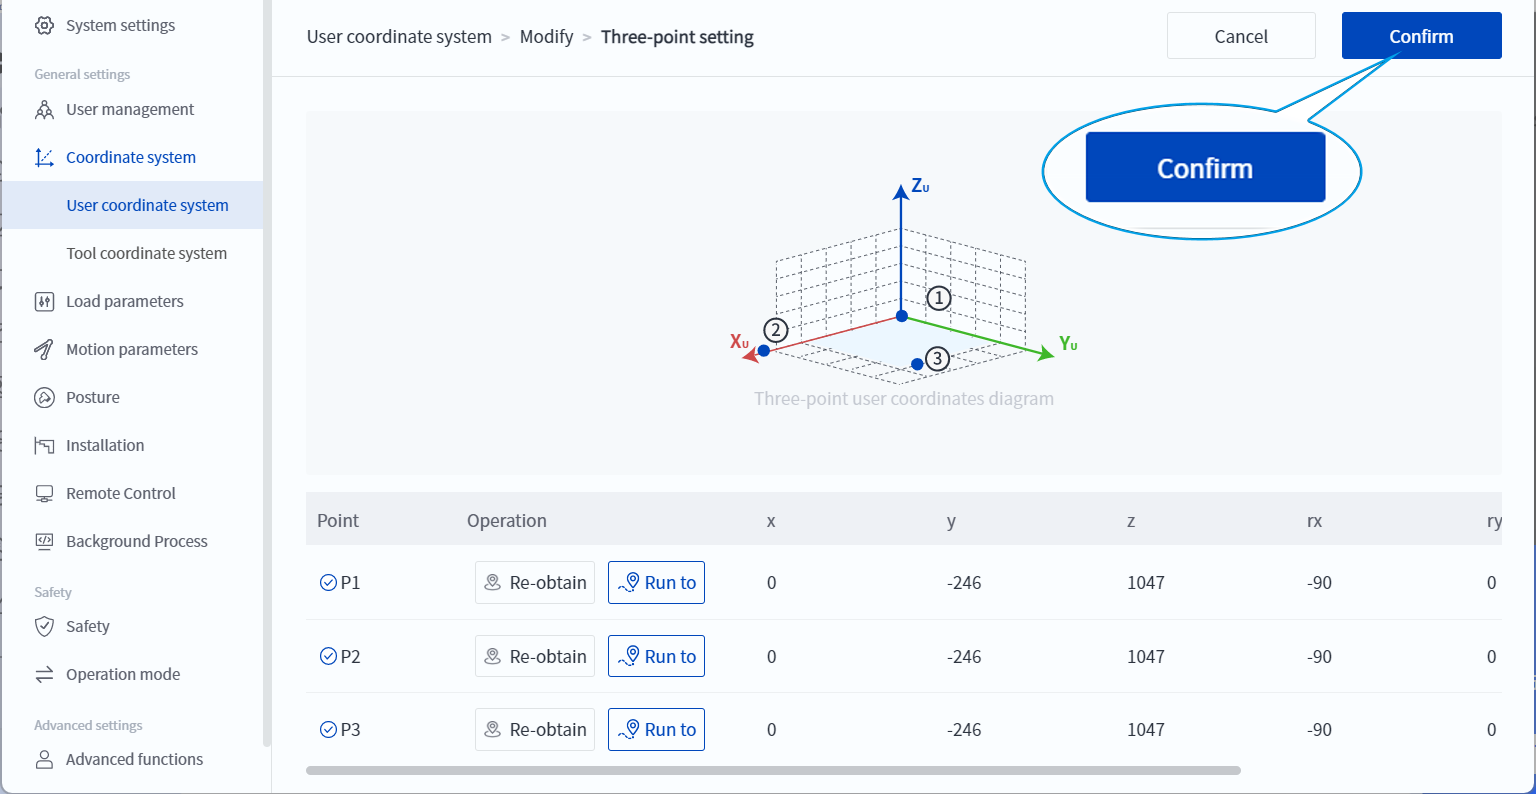 System settings
General settings
User management
Coordinate system
User coordinate system
Tool coordinate system
Load parameters
Motion parameters
Posture
Installation
Remote Control
Background Process
Safety
Safety
Operation mode
Advanced settings
Advanced functions
User coordinate system > Modify > Three-point setting
Cancel
Confirm
Confirm
ZU
1
2
XU
YU
3
Three-point user coordinates diagram
Point Operation x y z rx ry
P1 Re-obtain Run to 0 -246 1047 -90 0
P2 Re-obtain Run to 0 -246 1047 -90 0
P3 Re-obtain Run to 0 -246 1047 -90 0